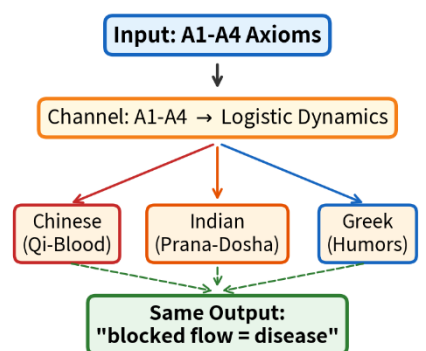 Input: A1-A4 Axioms
Channel: A1-A4 → Logistic Dynamics
Chinese
(Qi-Blood)
Indian
(Prana-Dosha)
Greek
(Humors)
Same Output:
"blocked flow = disease"